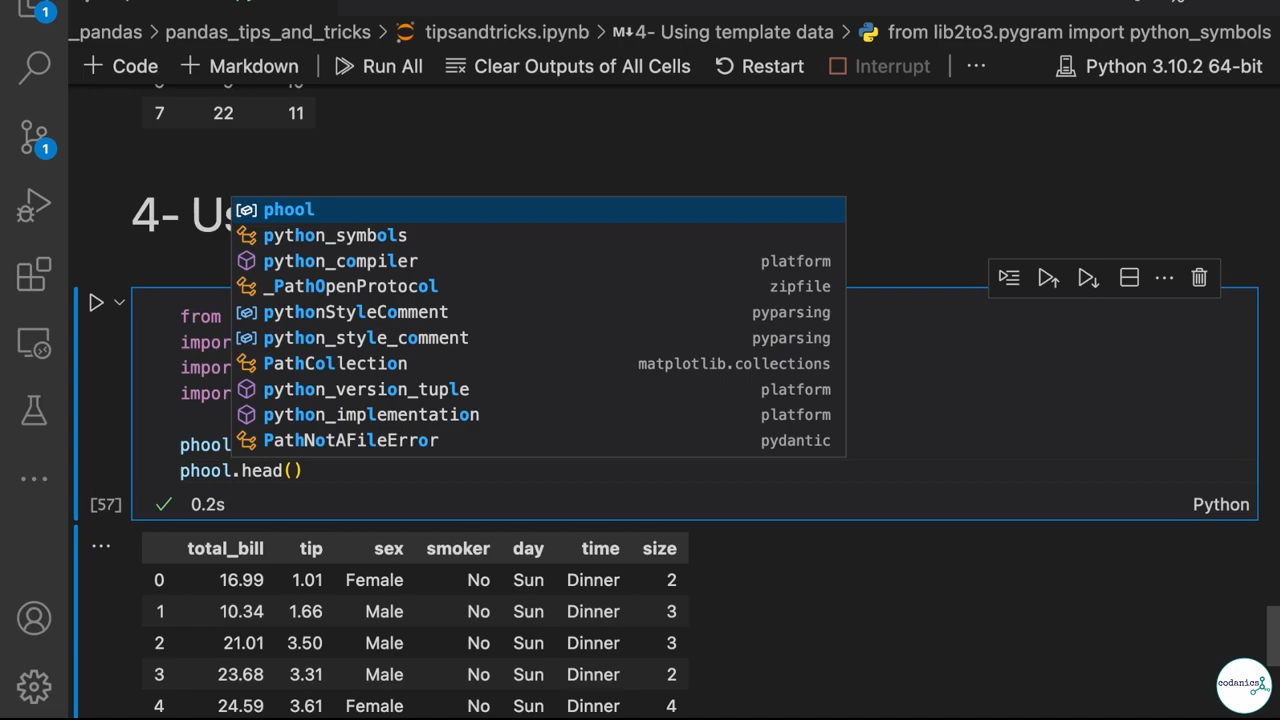 1
_pandas > pandas_tips_and_tricks > tipsandtricks.ipynb > M↓4- Using template data > from lib2to3.pygram import python_symbols
+ Code + Markdown Run All Clear Outputs of All Cells Restart Interrupt ··· Python 3.10.2 64-bit
7 22 11
1
4- Us
phool
python_symbols
python_compiler platform
_PathOpenProtocol zipfile
pythonStyleComment pyparsing
python_style_comment pyparsing
PathCollection matplotlib.collections
python_version_tuple platform
python_implementation platform
PathNotAFileError pydantic
from
impor
impor
impor
phool
phool.head()
[57] 0.2s Python
total_bill tip sex smoker day time size
0 16.99 1.01 Female No Sun Dinner 2
1 10.34 1.66 Male No Sun Dinner 3
2 21.01 3.50 Male No Sun Dinner 3
3 23.68 3.31 Male No Sun Dinner 2
4 24.59 3.61 Female No Sun Dinner 4
codanics